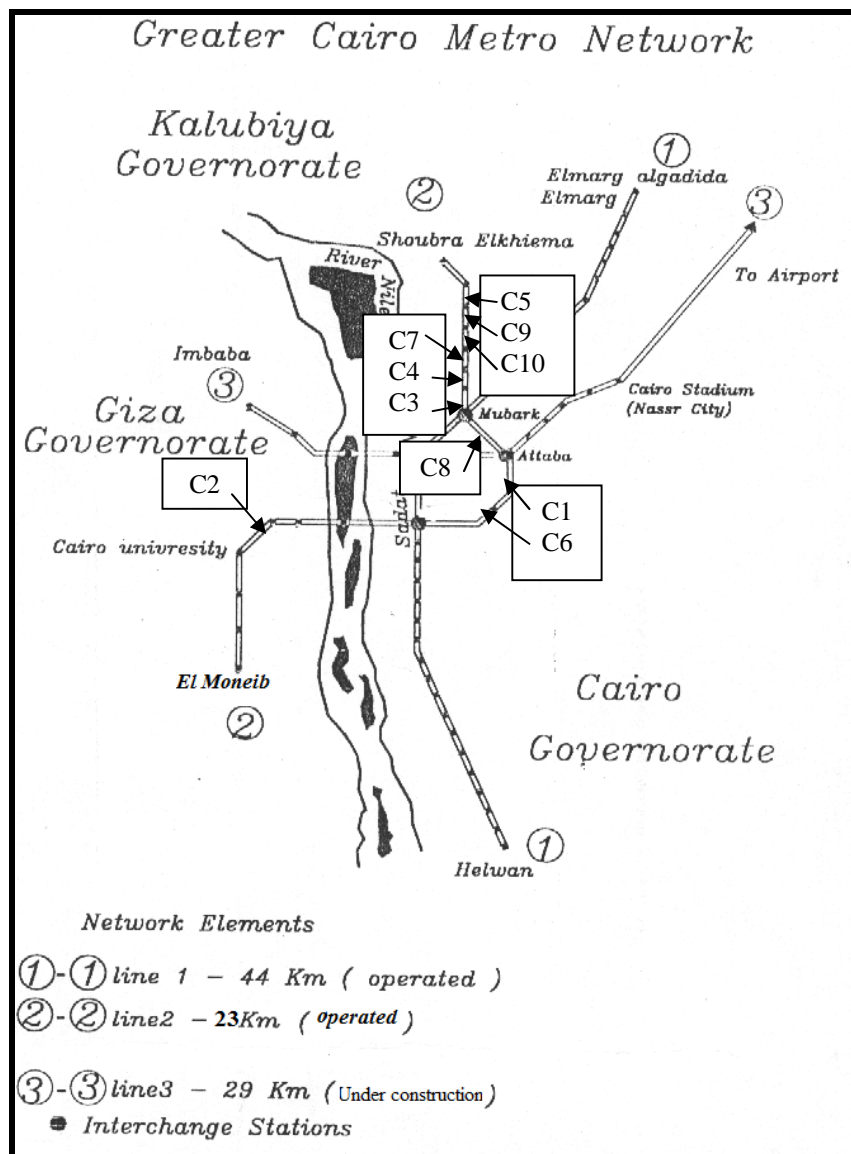 Greater Cairo Metro Network
Kalubiya
Governorate
①
Elmarg algadida
Elmarg
②
③
Shoubra Elkhiema
River
Nile
To Airport
C5
C9
C10
C7
C4
C3
Imbaba
③
Mubark
Cairo Stadium
(Nassr City)
Giza
Governorate
Attaba
C8
C2
C1
C6
Sadat
Cairo univresity
El Moneib
②
Cairo
Governorate
①
Helwan
Network Elements
①-① line 1 - 44 Km ( operated )
②-② line2 - 23Km ( operated )
③-③ line3 - 29 Km (Under construction)
Interchange Stations